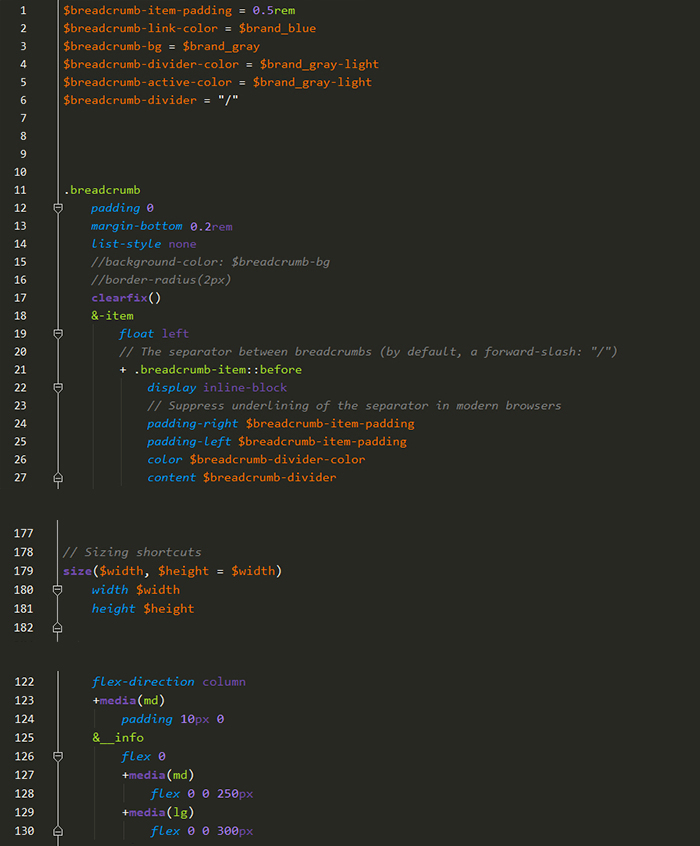 1 $breadcrumb-item-padding = 0.5rem
2 $breadcrumb-link-color = $brand_blue
3 $breadcrumb-bg = $brand_gray
4 $breadcrumb-divider-color = $brand_gray-light
5 $breadcrumb-active-color = $brand_gray-light
6 $breadcrumb-divider = "/"
7
8
9
10
11 .breadcrumb
12     padding 0
13     margin-bottom 0.2rem
14     list-style none
15     //background-color: $breadcrumb-bg
16     //border-radius(2px)
17     clearfix()
18     &-item
19         float left
20         // The separator between breadcrumbs (by default, a forward-slash: "/")
21         + .breadcrumb-item::before
22             display inline-block
23             // Suppress underlining of the separator in modern browsers
24             padding-right $breadcrumb-item-padding
25             padding-left $breadcrumb-item-padding
26             color $breadcrumb-divider-color
27             content $breadcrumb-divider
177
178 // Sizing shortcuts
179 size($width, $height = $width)
180     width $width
181     height $height
182
122     flex-direction column
123     +media(md)
124         padding 10px 0
125     &__info
126         flex 0
127         +media(md)
128             flex 0 0 250px
129         +media(lg)
130             flex 0 0 300px